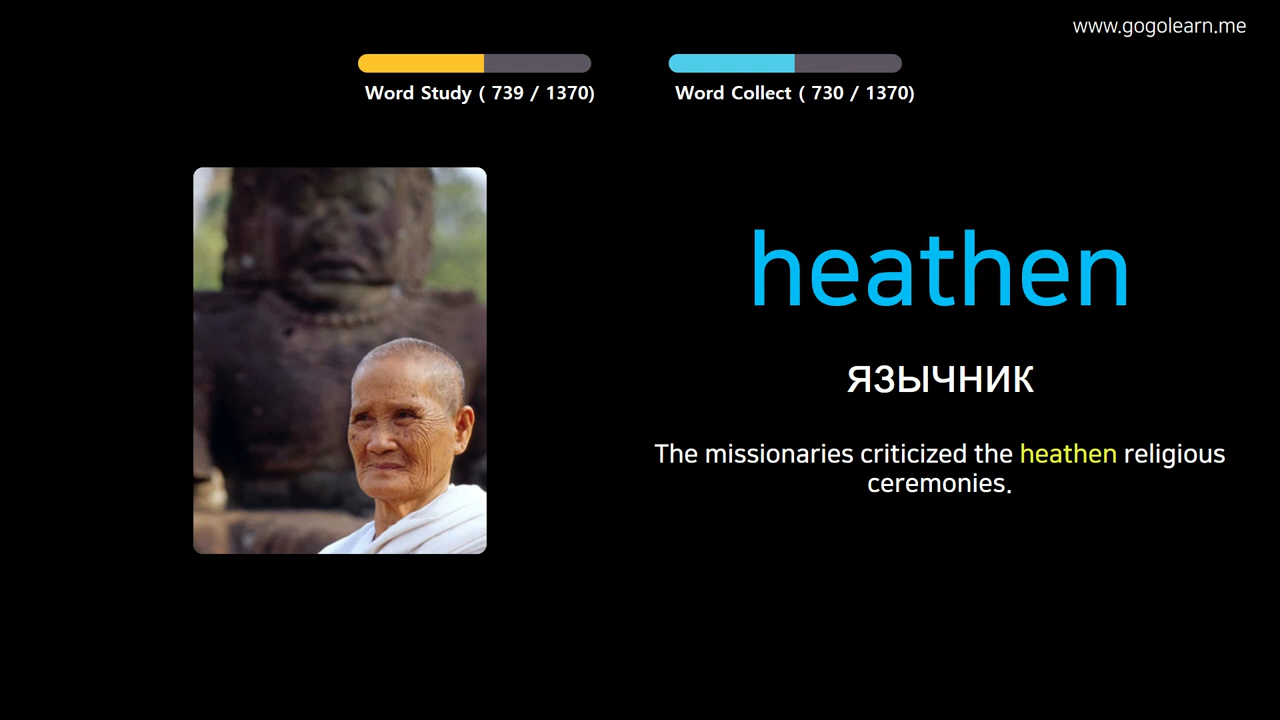 www.gogolearn.me
Word Study ( 739 / 1370)
Word Collect ( 730 / 1370)
heathen
язычник
The missionaries criticized the heathen religious
ceremonies.